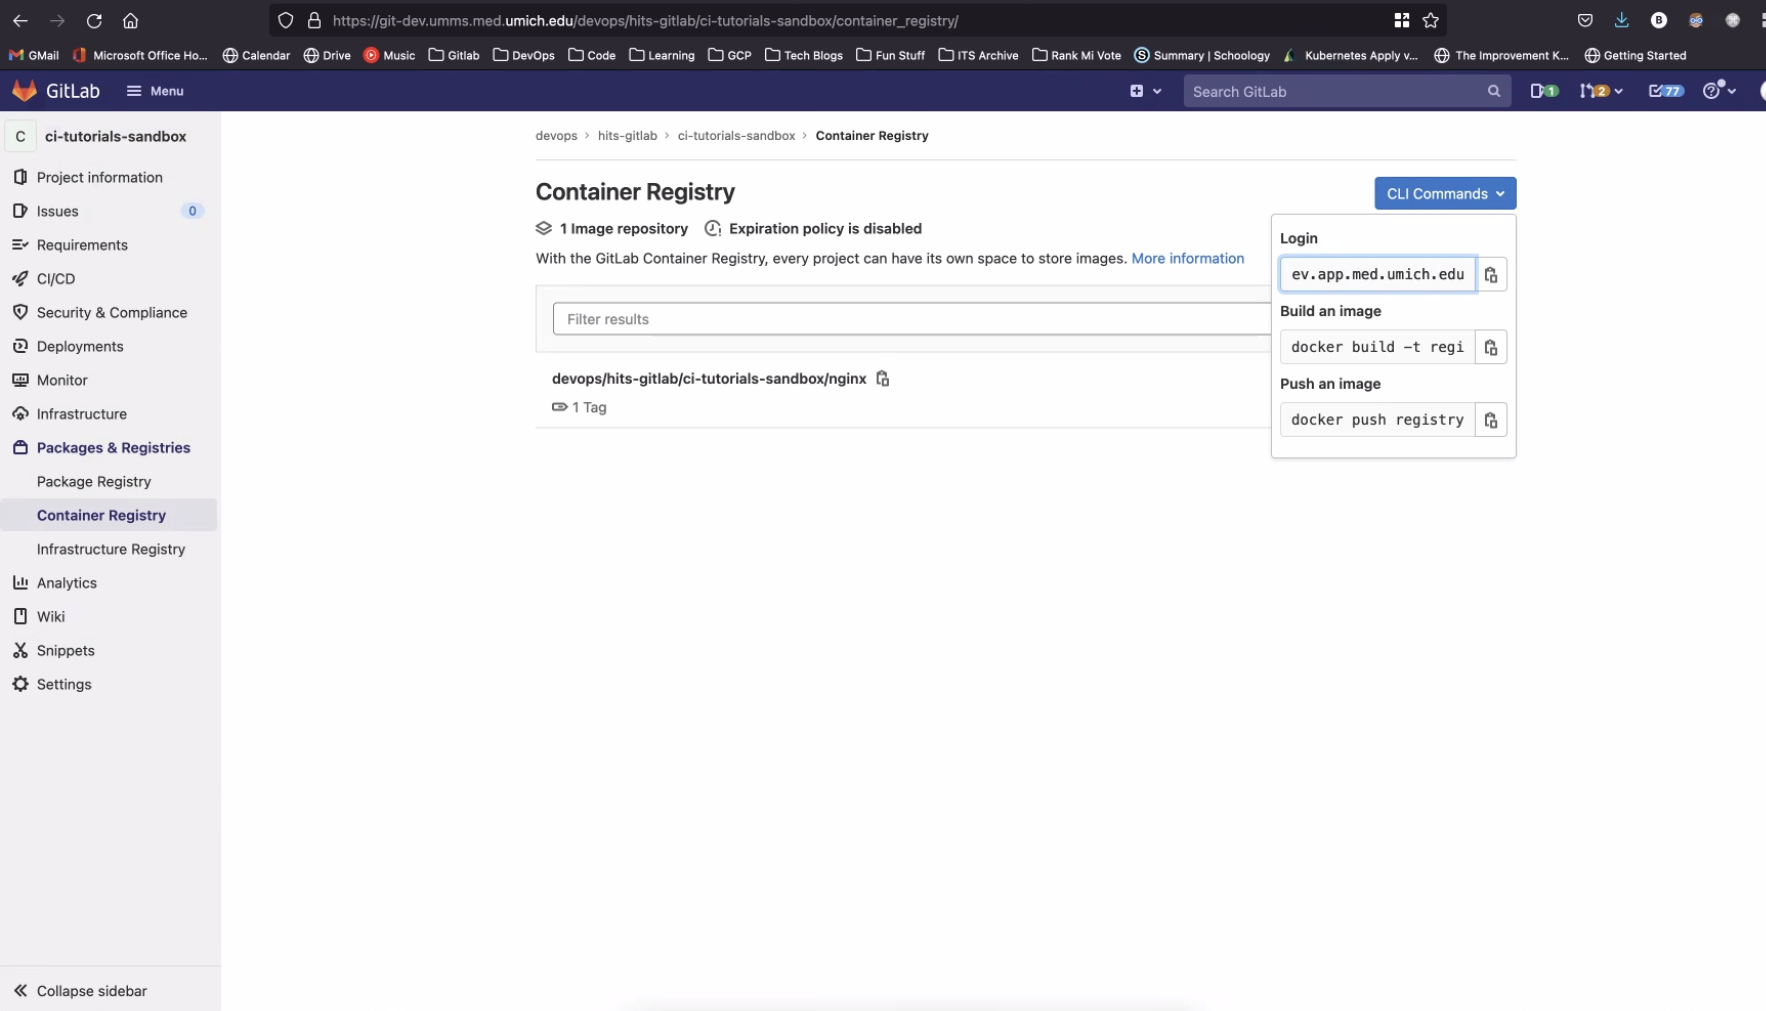 https://git-dev.umms.med.umich.edu/devops/hits-gitlab/ci-tutorials-sandbox/container_registry/
B
GMail Microsoft Office Ho... Calendar Drive Music Gitlab DevOps Code Learning GCP Tech Blogs Fun Stuff ITS Archive Rank Mi Vote S Summary | Schoology Kubernetes Apply v... The Improvement K... Getting Started
GitLab Menu Search GitLab 1 2 77
C ci-tutorials-sandbox
Project information
Issues 0
Requirements
CI/CD
Security & Compliance
Deployments
Monitor
Infrastructure
Packages & Registries
Package Registry
Container Registry
Infrastructure Registry
Analytics
Wiki
Snippets
Settings
Collapse sidebar
devops › hits-gitlab › ci-tutorials-sandbox › Container Registry
Container Registry
1 Image repository Expiration policy is disabled
With the GitLab Container Registry, every project can have its own space to store images. More information
Filter results
devops/hits-gitlab/ci-tutorials-sandbox/nginx
1 Tag
CLI Commands
Login
ev.app.med.umich.edu
Build an image
docker build -t regi
Push an image
docker push registry